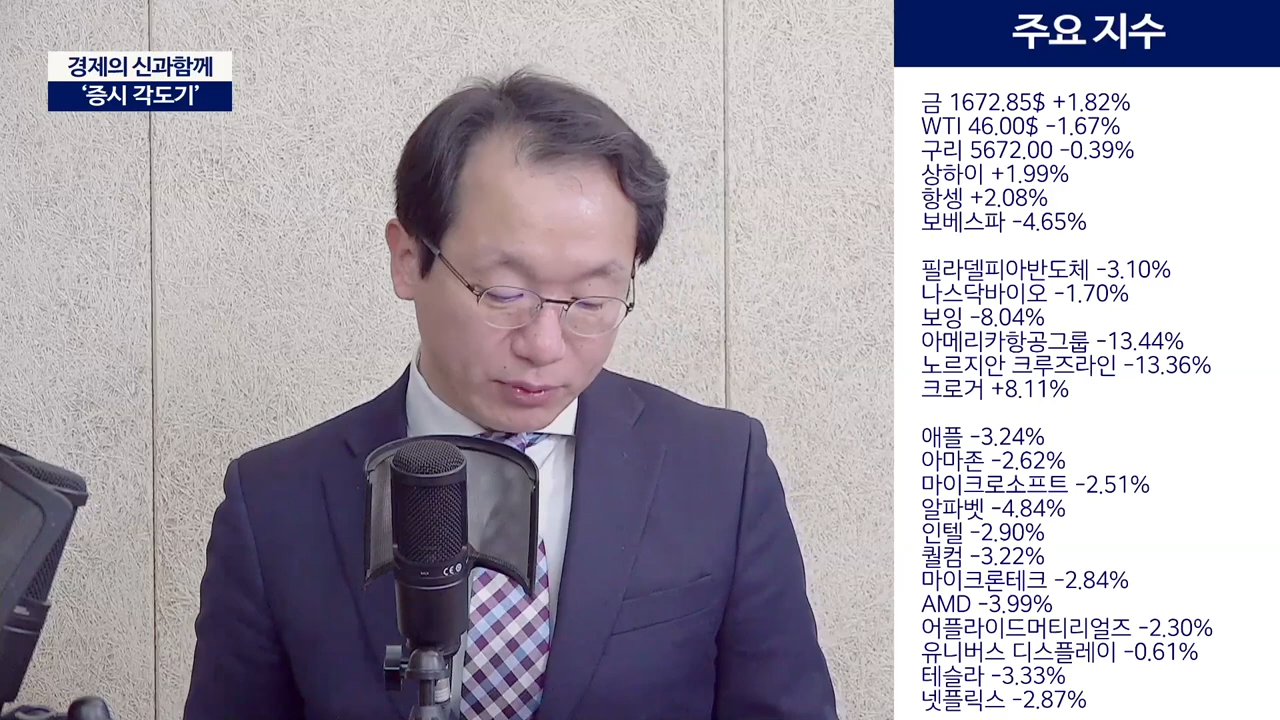 경제의 신과함께
‘증시 각도기’
주요 지수
금 1672.85$ +1.82%
WTI 46.00$ -1.67%
구리 5672.00 -0.39%
상하이 +1.99%
항셍 +2.08%
보베스파 -4.65%
필라델피아반도체 -3.10%
나스닥바이오 -1.70%
보잉 -8.04%
아메리카항공그룹 -13.44%
노르지안 크루즈라인 -13.36%
크로거 +8.11%
애플 -3.24%
아마존 -2.62%
마이크로소프트 -2.51%
알파벳 -4.84%
인텔 -2.90%
퀄컴 -3.22%
마이크론테크 -2.84%
AMD -3.99%
어플라이드머티리얼즈 -2.30%
유니버스 디스플레이 -0.61%
테슬라 -3.33%
넷플릭스 -2.87%